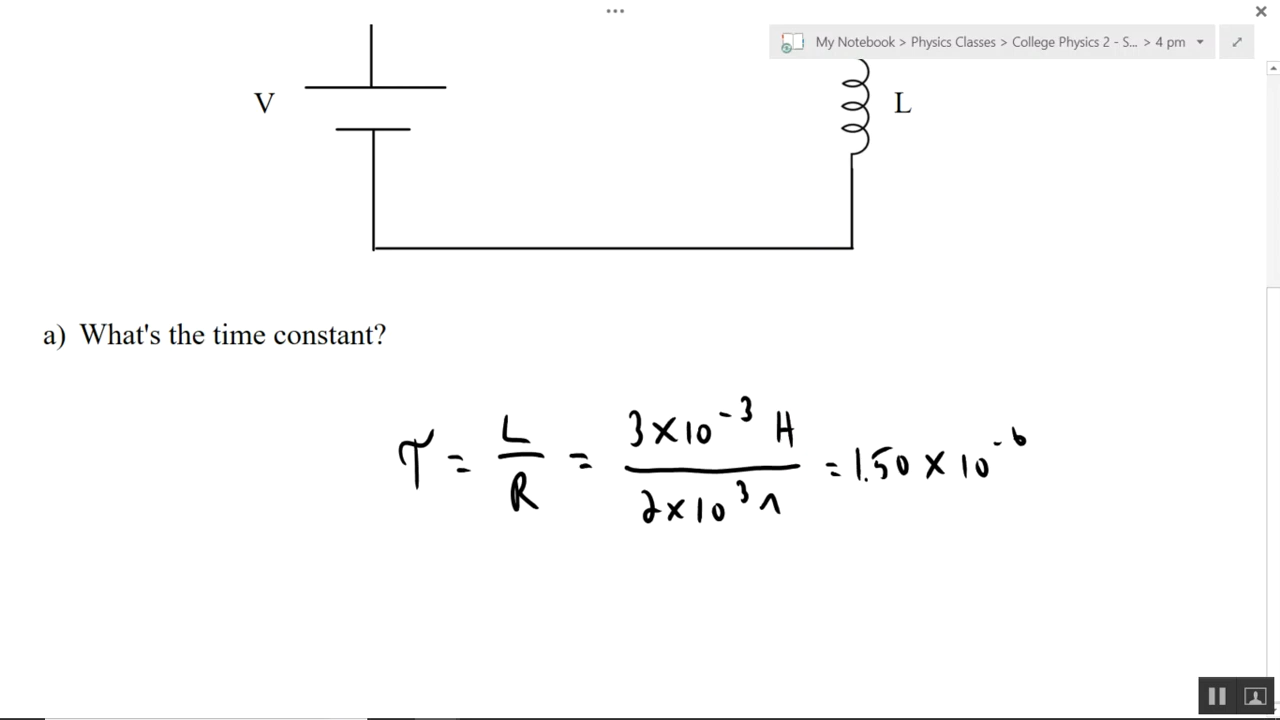 My Notebook > Physics Classes > College Physics 2 - S... > 4 pm
V
L
a) What's the time constant?
τ = L/R = 3×10⁻³ H / 2×10³ Λ = 1.50 × 10⁻⁶